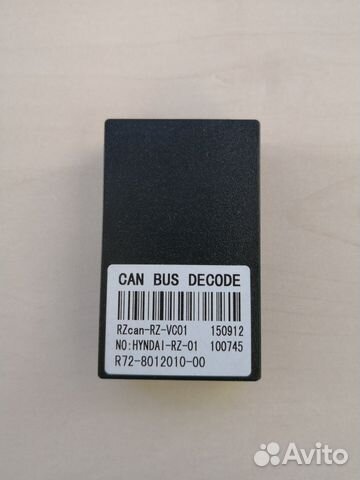 CAN BUS DECODE
RZcan-RZ-VC01 150912
NO:HYNDAI-RZ-01 100745
R72-8012010-00
Avito